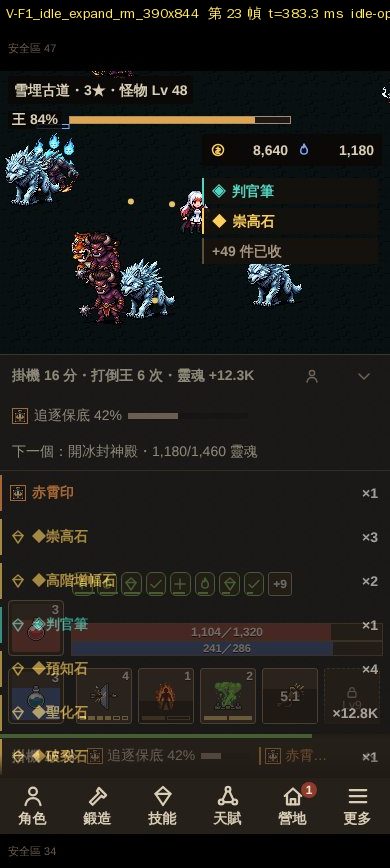 V-F1_idle_expand_rm_390x844 第 23 幀 t=383.3 ms idle-op
安全區 47
雪埋古道・3★・怪物 Lv 48
王 84%
8,640 1,180
◆ 判官筆
◆ 崇高石
+49 件已收
掛機 16 分・打倒王 6 次・靈魂 +12.3K
追逐保底 42%
下一個：開冰封神殿・1,180/1,460 靈魂
赤霄印 ×1
◆崇高石 ×3
◆高階增幅石 ×2
+9
3
◆判官筆 ×1
1,104／1,320
241／286
◆預知石 ×4
4
1
2
5.1
Lv9
◆聖化石 ×12.8K
◆破裂石 ×1
追逐保底 42%
赤霄…
角色
鍛造
技能
天賦
營地
1
更多
安全區 34